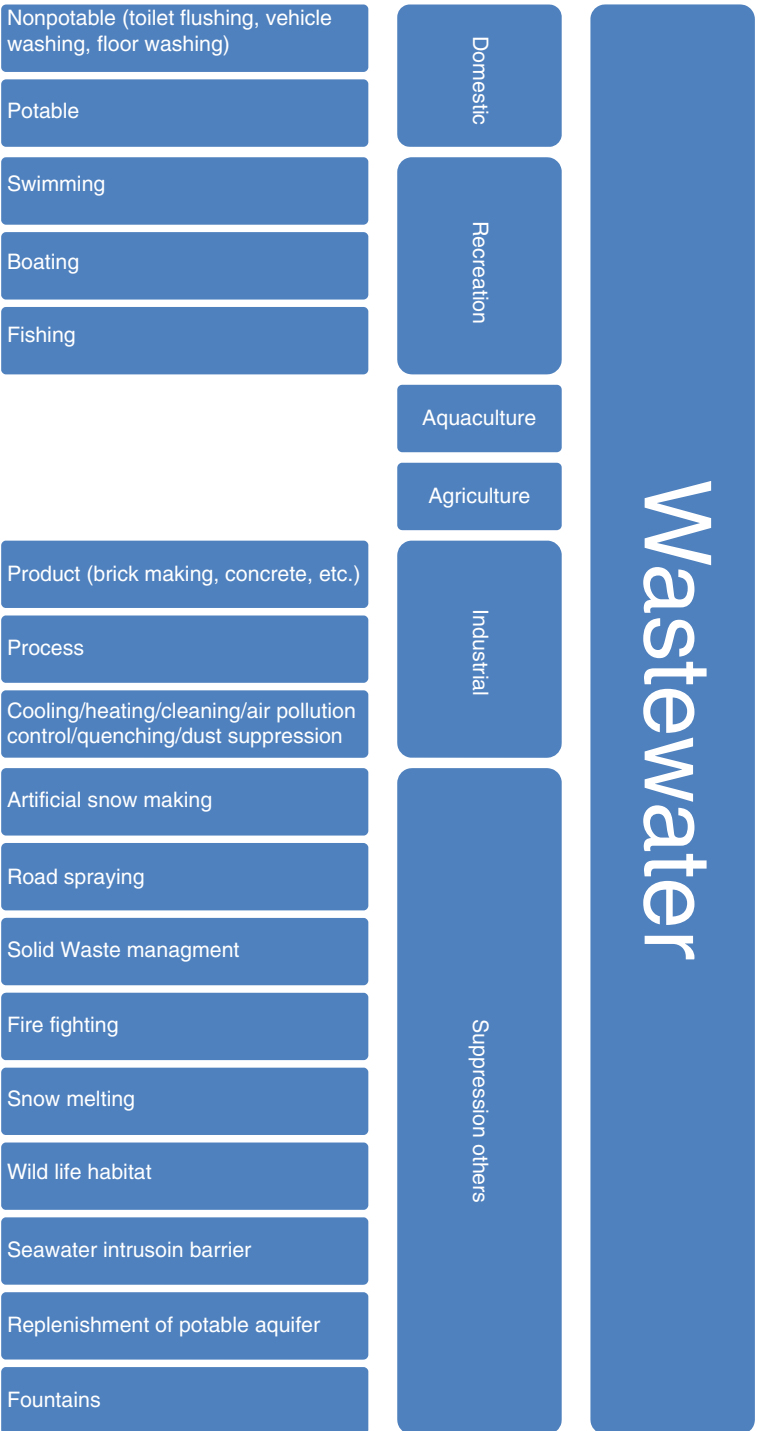 Nonpotable (toilet flushing, vehicle
washing, floor washing)
Potable
Domestic
Swimming
Boating
Fishing
Recreation
Aquaculture
Agriculture
Product (brick making, concrete, etc.)
Process
Cooling/heating/cleaning/air pollution
control/quenching/dust suppression
Industrial
Artificial snow making
Road spraying
Solid Waste managment
Fire fighting
Snow melting
Wild life habitat
Seawater intrusoin barrier
Replenishment of potable aquifer
Fountains
Suppression others
Wastewater